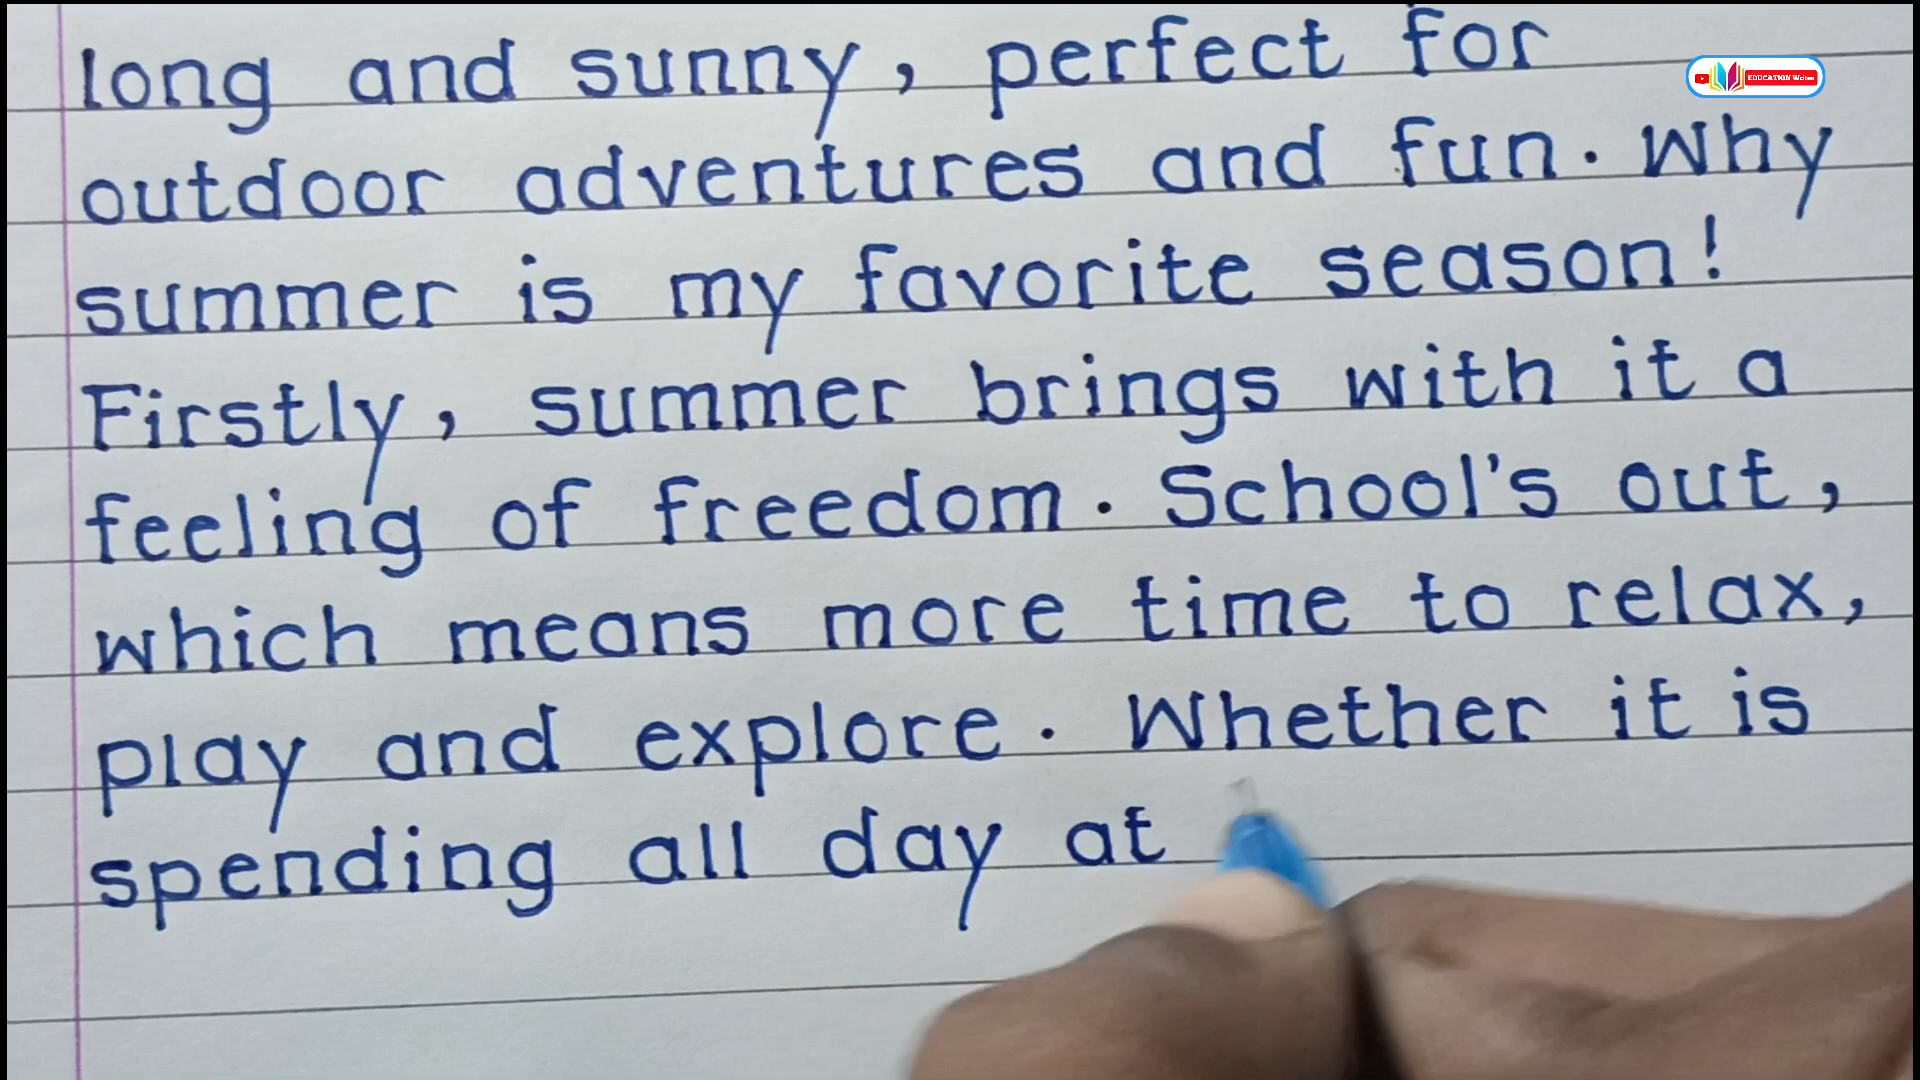 long and sunny, perfect for
EDUCATION Writes
outdoor adventures and fun. Why
summer is my favorite season!
Firstly, summer brings with it a
feeling of freedom. School's out,
which means more time to relax,
play and explore. Whether it is
spending all day at